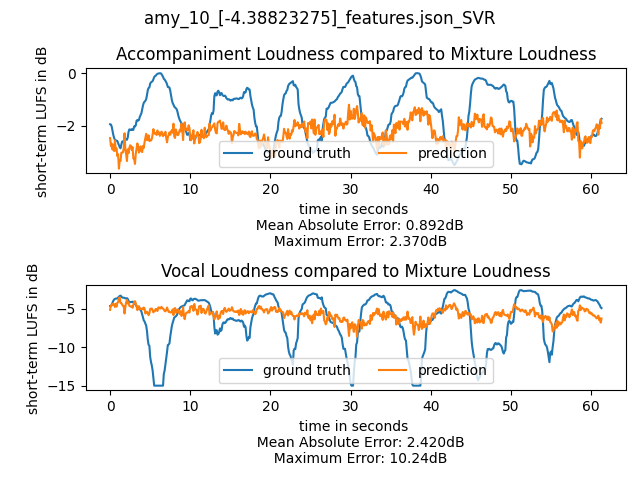 amy_10_[-4.38823275]_features.json_SVR
Accompaniment Loudness compared to Mixture Loudness
short-term LUFS in dB
0
−2
ground truth
prediction
0 10 20 30 40 50 60
time in seconds
Mean Absolute Error: 0.892dB
Maximum Error: 2.370dB
Vocal Loudness compared to Mixture Loudness
short-term LUFS in dB
−5
−10
−15
ground truth
prediction
0 10 20 30 40 50 60
time in seconds
Mean Absolute Error: 2.420dB
Maximum Error: 10.24dB